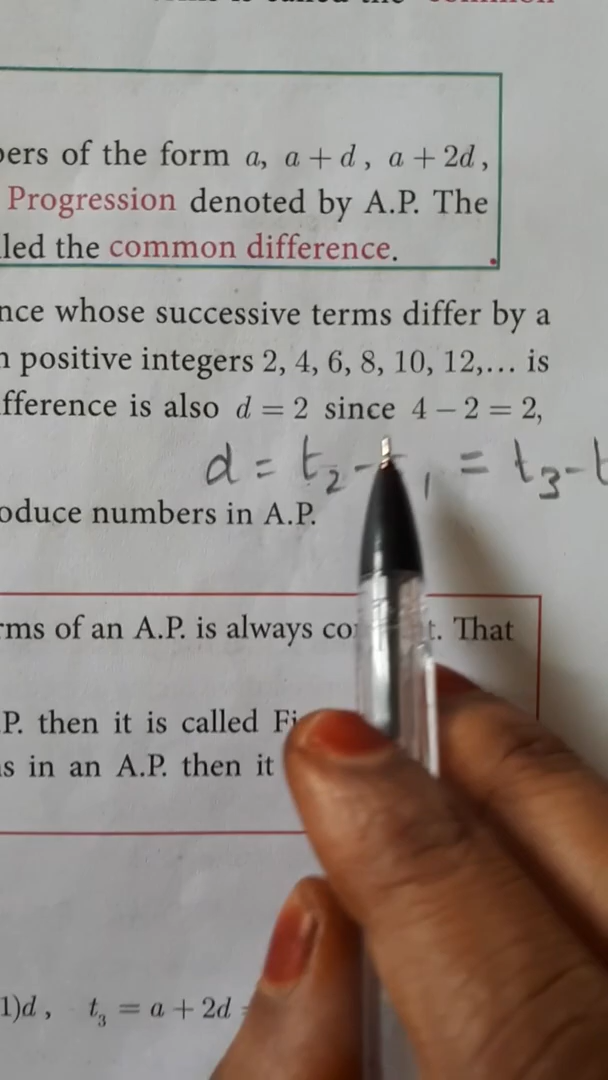 bers of the form a, a + d, a + 2d,
Progression denoted by A.P. The
led the common difference.
nce whose successive terms differ by a
n positive integers 2, 4, 6, 8, 10, 12,... is
fference is also d = 2 since 4 – 2 = 2,
d = t₂ - t₁ = t₃ - t
oduce numbers in A.P.
rms of an A.P. is always co t. That
P. then it is called Fi
s in an A.P. then it
1)d, t₃ = a + 2d =